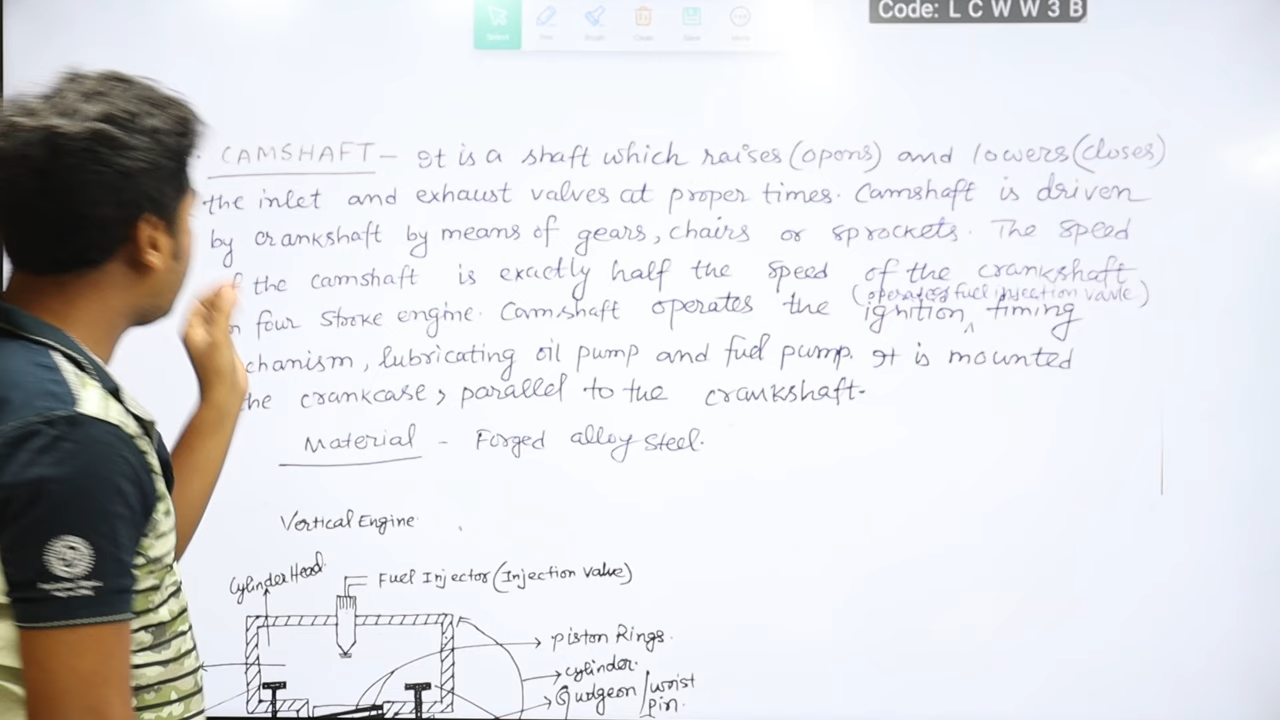 Code: L C W W 3 B
CAMSHAFT - It is a shaft which raises (opons) and lowers (closes)
the inlet and exhaust valves at proper times. Camshaft is driven
by crankshaft by means of gears, chairs or sprockets. The speed
the camshaft is exactly half the speed of the crankshaft
(operates fuel injection valve)
four stroke engine. Camshaft operates the ignition ^ timing
chanism, lubricating oil pump and fuel pump. It is mounted
the crankcase, parallel to the crankshaft.
Material - Forged alloy steel.
Vertical Engine
Cylinder Head
Fuel Injector (Injection Valve)
piston Rings.
cylinder.
Gudgeon / wrist
pin.